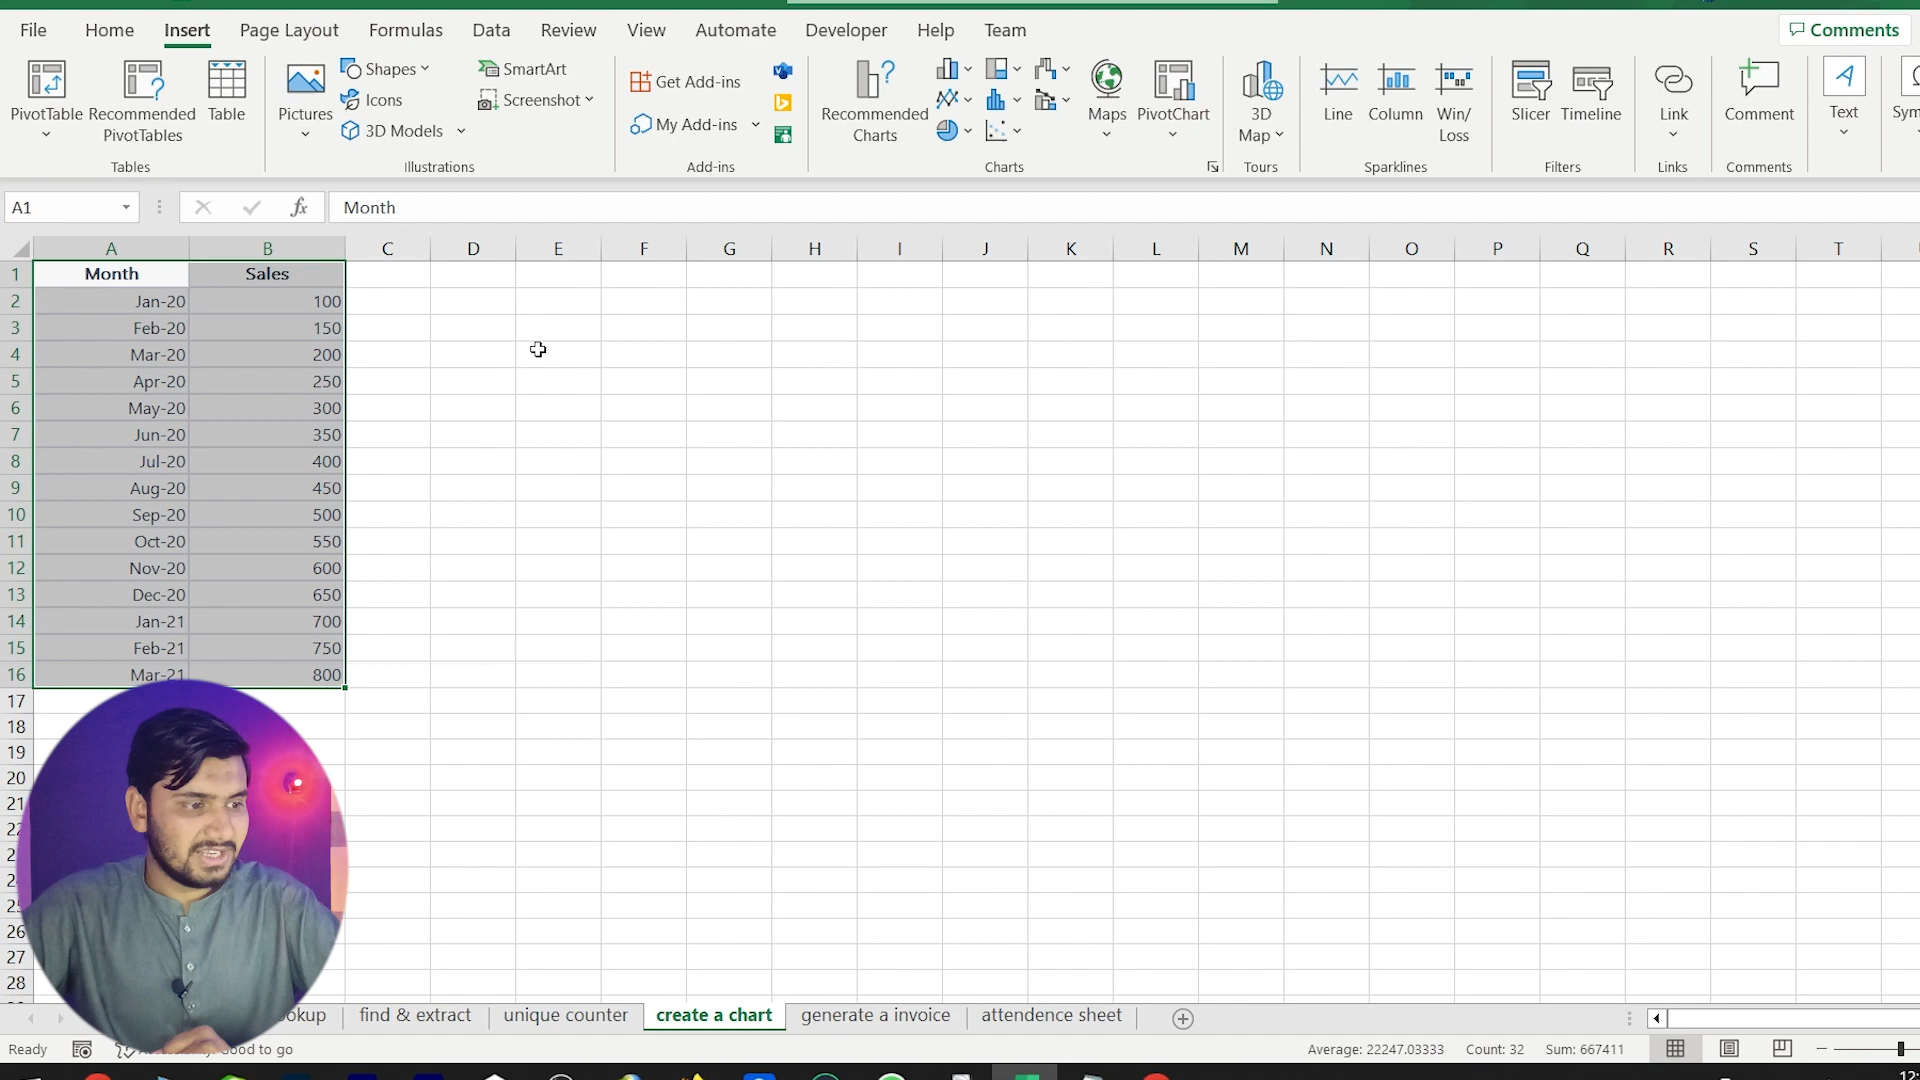 File Home Insert Page Layout Formulas Data Review View Automate Developer Help Team Comments
PivotTable Recommended PivotTables Table Pictures Shapes Icons 3D Models SmartArt Screenshot Get Add-ins My Add-ins Recommended Charts Maps PivotChart 3D Map Line Column Win/Loss Slicer Timeline Link Comment Text
Tables Illustrations Add-ins Charts Tours Sparklines Filters Links Comments
A1 fx Month
A B C D E F G H I J K L M N O P Q R S T
1 Month Sales
2 Jan-20 100
3 Feb-20 150
4 Mar-20 200
5 Apr-20 250
6 May-20 300
7 Jun-20 350
8 Jul-20 400
9 Aug-20 450
10 Sep-20 500
11 Oct-20 550
12 Nov-20 600
13 Dec-20 650
14 Jan-21 700
15 Feb-21 750
16 Mar-21 800
17
18
19
20
21
26
27
28
find & extract unique counter create a chart generate a invoice attendence sheet
Ready Good to go Average: 22247.03333 Count: 32 Sum: 667411